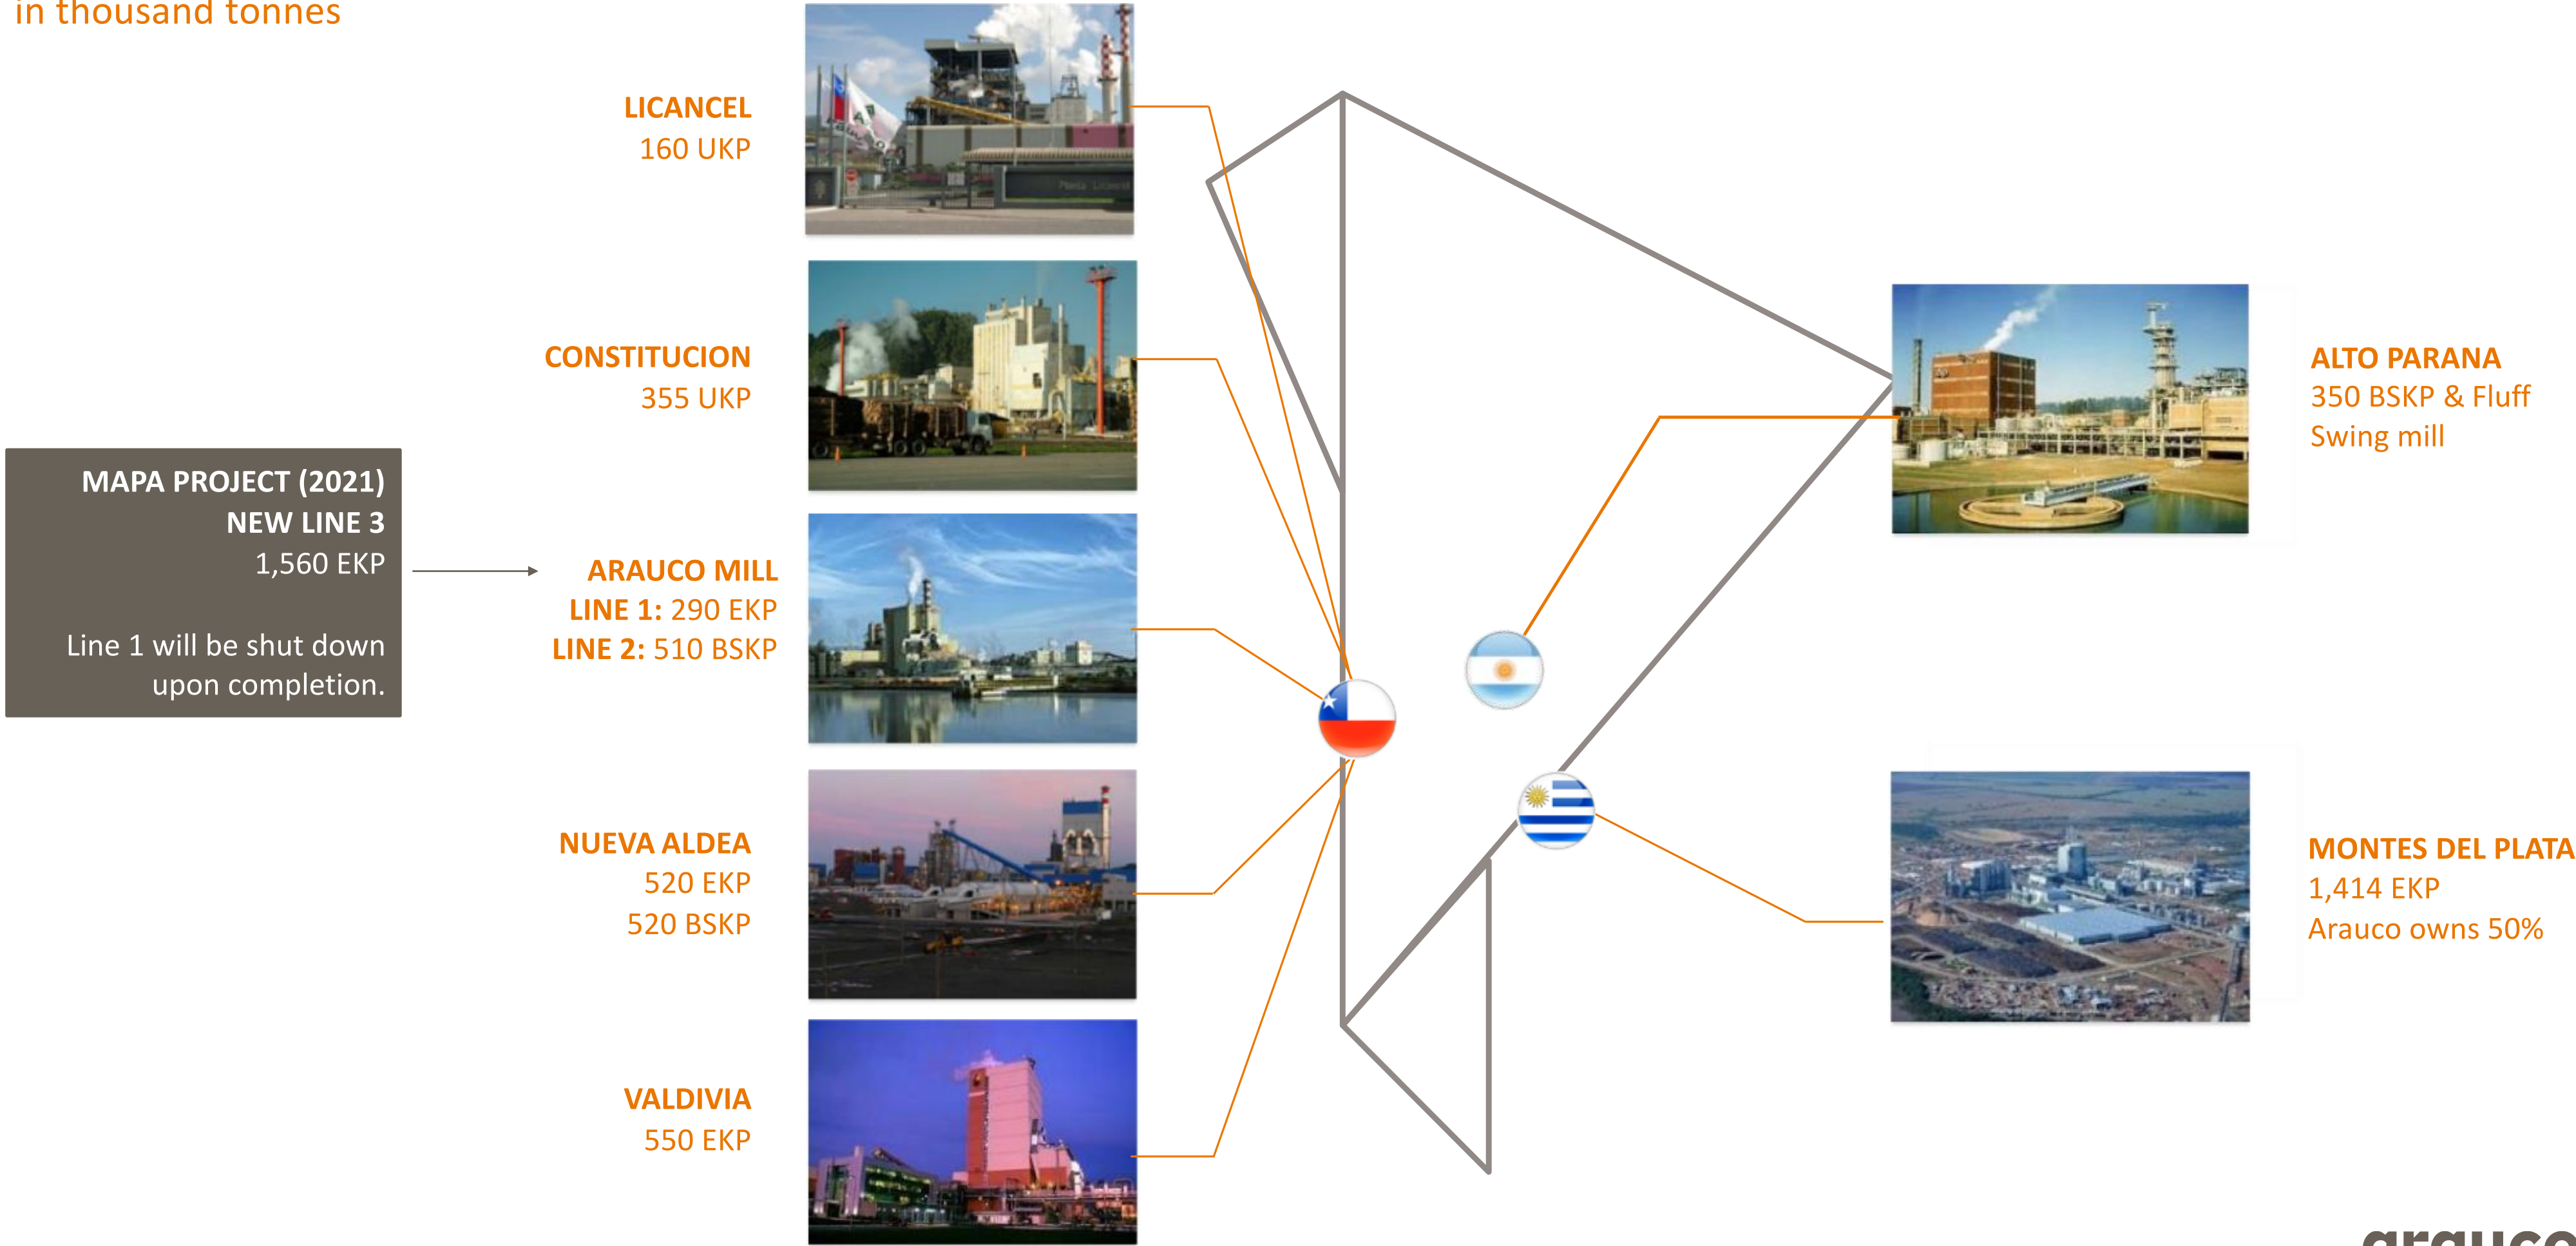 in thousand tonnes
LICANCEL
160 UKP
CONSTITUCION
355 UKP
MAPA PROJECT (2021)
NEW LINE 3
1,560 EKP
Line 1 will be shut down
upon completion.
ARAUCO MILL
LINE 1: 290 EKP
LINE 2: 510 BSKP
NUEVA ALDEA
520 EKP
520 BSKP
VALDIVIA
550 EKP
ALTO PARANA
350 BSKP & Fluff
Swing mill
MONTES DEL PLATA
1,414 EKP
Arauco owns 50%
arauco